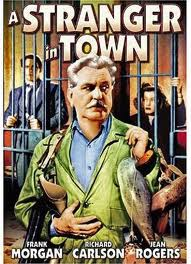 A STRANGER
in TOWN
FRANK MORGAN
RICHARD CARLSON
JEAN ROGERS